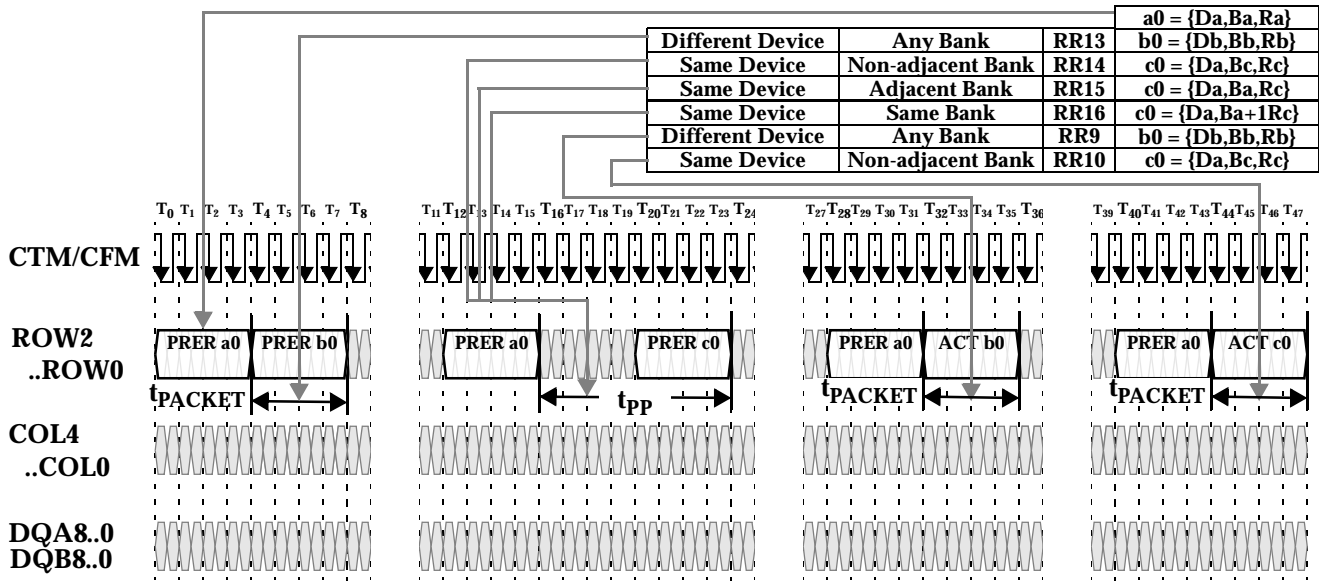 a0 = {Da,Ba,Ra}
Different Device Any Bank RR13 b0 = {Db,Bb,Rb}
Same Device Non-adjacent Bank RR14 c0 = {Da,Bc,Rc}
Same Device Adjacent Bank RR15 c0 = {Da,Ba,Rc}
Same Device Same Bank RR16 c0 = {Da,Ba+1Rc}
Different Device Any Bank RR9 b0 = {Db,Bb,Rb}
Same Device Non-adjacent Bank RR10 c0 = {Da,Bc,Rc}
T0 T1 T2 T3 T4 T5 T6 T7 T8 T11 T12 T13 T14 T15 T16 T17 T18 T19 T20 T21 T22 T23 T24 T27 T28 T29 T30 T31 T32 T33 T34 T35 T36 T39 T40 T41 T42 T43 T44 T45 T46 T47
CTM/CFM
ROW2 PRER a0 PRER b0 PRER a0 PRER c0 PRER a0 ACT b0 PRER a0 ACT c0
..ROW0
tPACKET tPP tPACKET tPACKET
COL4
..COL0
DQA8..0
DQB8..0